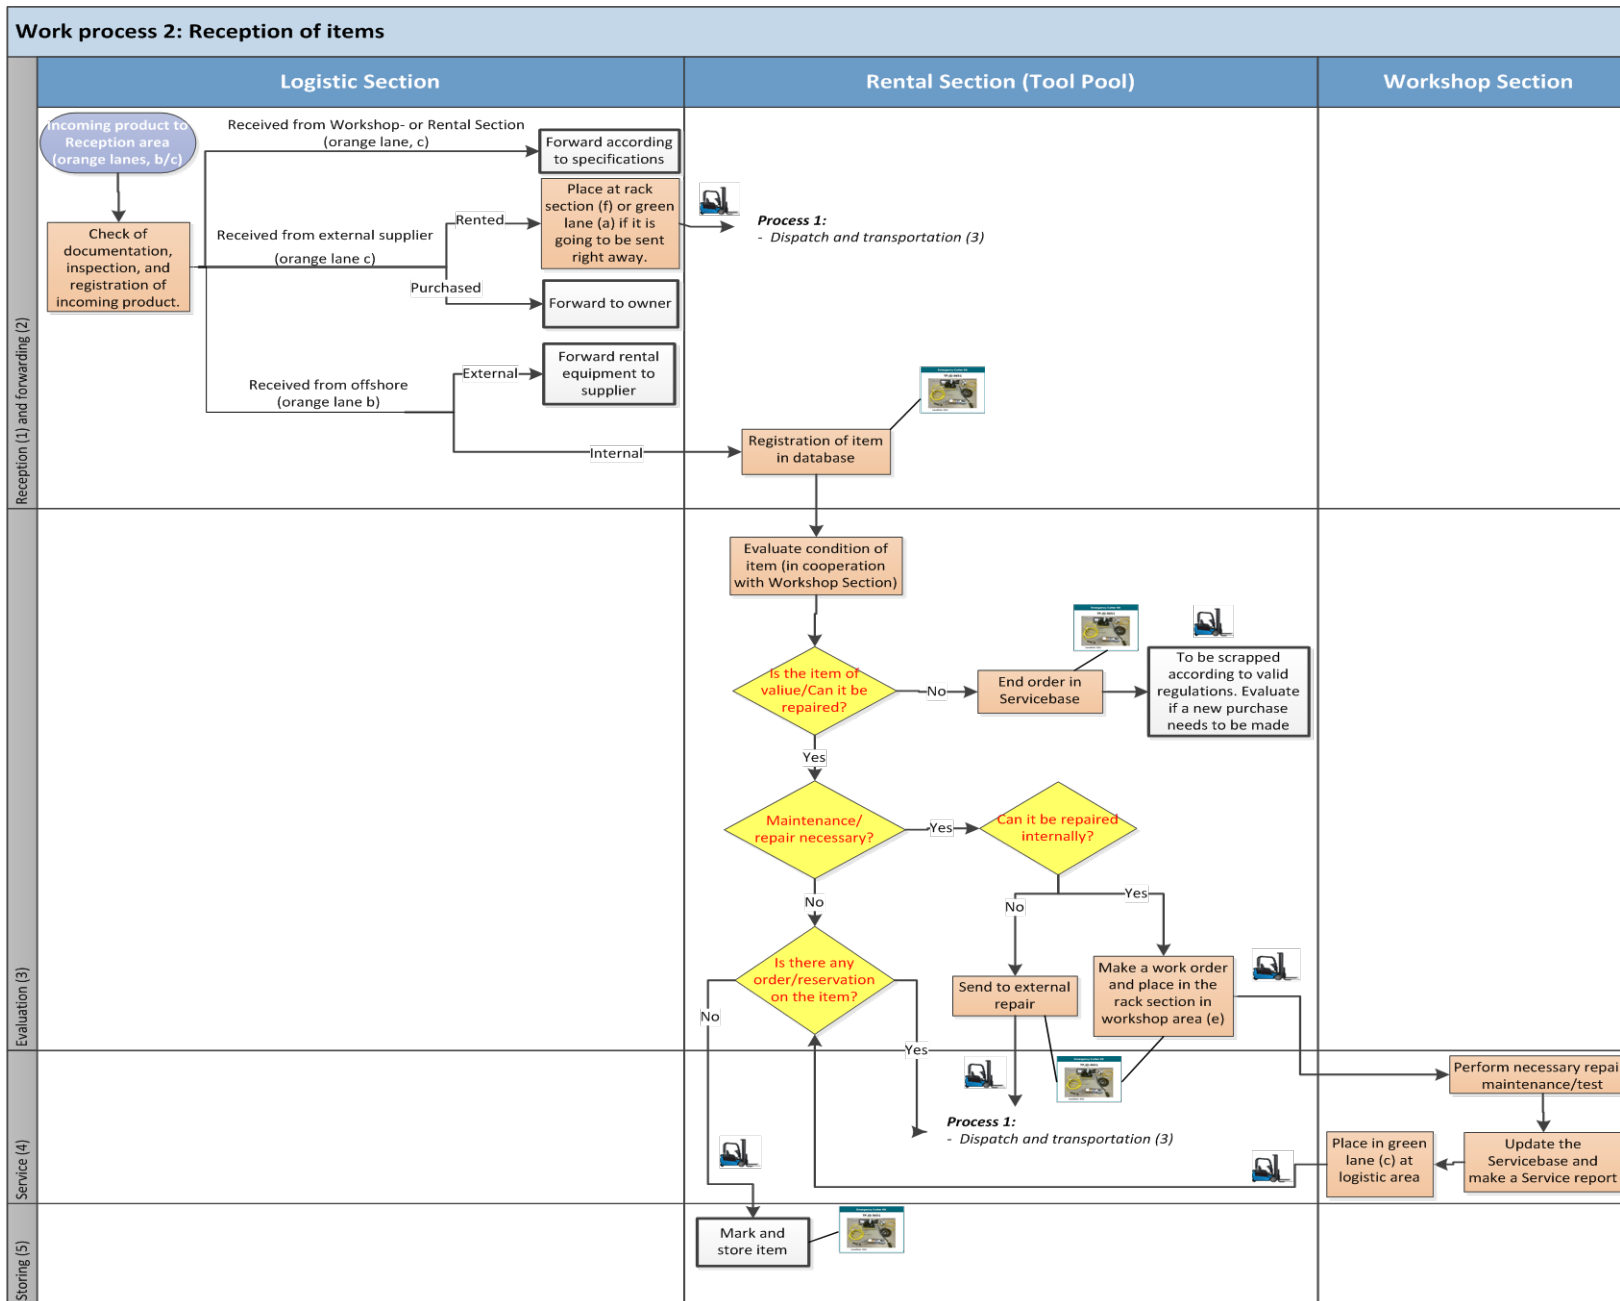 Work process 2: Reception of items
Logistic Section
Rental Section (Tool Pool)
Workshop Section
Reception (1) and forwarding (2)
Incoming product to
Reception area
(orange lanes, b/c)
Check of
documentation,
inspection, and
registration of
incoming product.
Received from Workshop- or Rental Section
(orange lane, c)
Forward according
to specifications
Received from external supplier
(orange lane c)
Rented
Place at rack
section (f) or green
lane (a) if it is
going to be sent
right away.
Process 1:
- Dispatch and transportation (3)
Purchased
Forward to owner
Received from offshore
(orange lane b)
External
Forward rental
equipment to
supplier
Internal
Registration of item
in database
Evaluation (3)
Evaluate condition of
item (in cooperation
with Workshop Section)
Is the item of
valiue/Can it be
repaired?
No
End order in
Servicebase
To be scrapped
according to valid
regulations. Evaluate
if a new purchase
needs to be made
Yes
Maintenance/
repair necessary?
Yes
Can it be repaired
internally?
No
No
Yes
Is there any
order/reservation
on the item?
Send to external
repair
Make a work order
and place in the
rack section in
workshop area (e)
No
Yes
Service (4)
Perform necessary repai
maintenance/test
Process 1:
- Dispatch and transportation (3)
Place in green
lane (c) at
logistic area
Update the
Servicebase and
make a Service report
Storing (5)
Mark and
store item